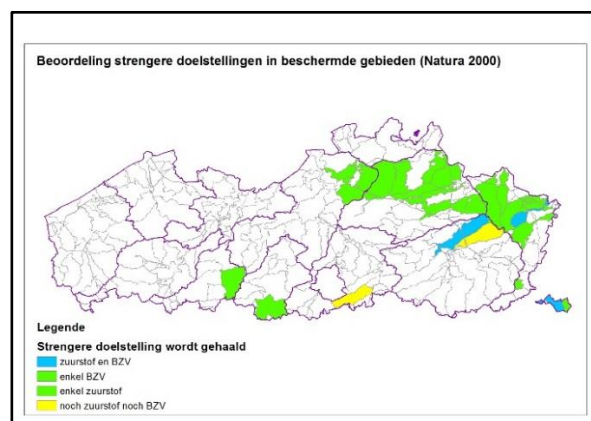 Beoordeling strengere doelstellingen in beschermde gebieden (Natura 2000)
Legende
Strengere doelstelling wordt gehaald
zuurstof en BZV
enkel BZV
enkel zuurstof
noch zuurstof noch BZV